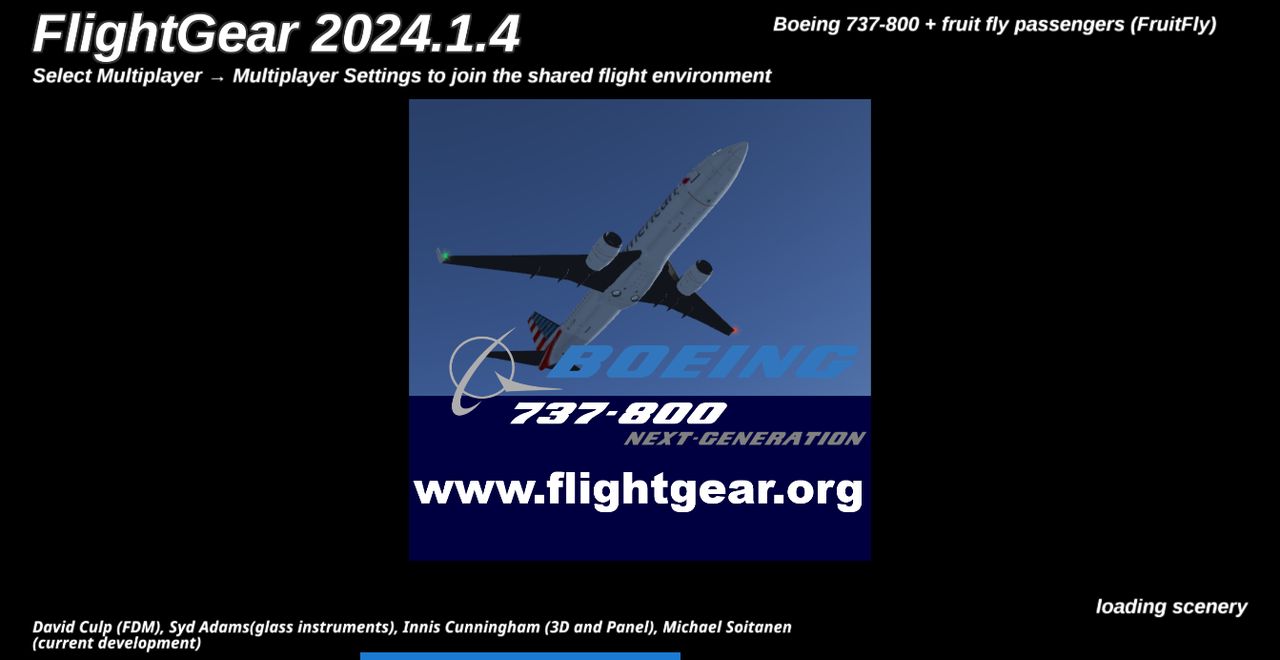 FlightGear 2024.1.4
Boeing 737-800 + fruit fly passengers (FruitFly)
Select Multiplayer → Multiplayer Settings to join the shared flight environment
BOEING
737-800
NEXT-GENERATION
www.flightgear.org
loading scenery
David Culp (FDM), Syd Adams(glass instruments), Innis Cunningham (3D and Panel), Michael Soitanen
(current development)